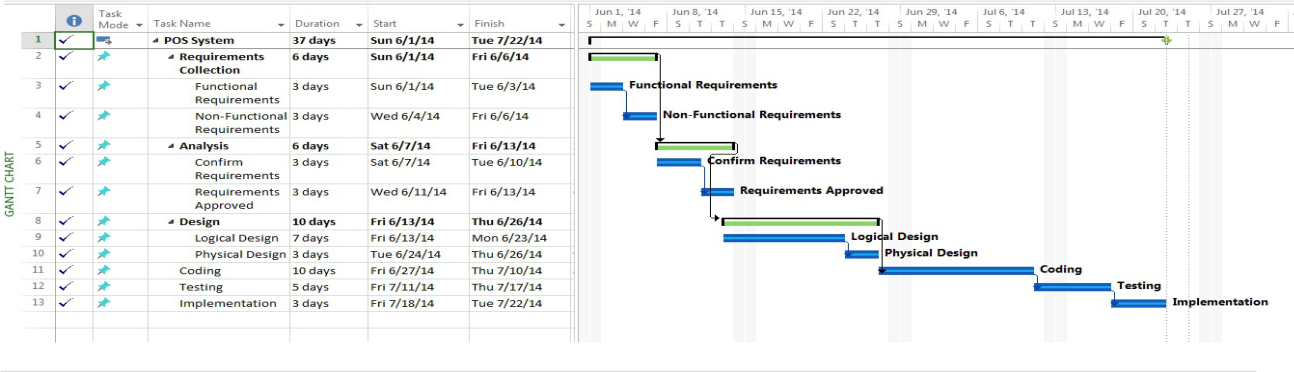 GANTT CHART
Task Mode Task Name Duration Start Finish
Jun 1, '14 Jun 8, '14 Jun 15, '14 Jun 22, '14 Jun 29, '14 Jul 6, '14 Jul 13, '14 Jul 20, '14 Jul 27, '14
S M W F S T T S M W F S T T S M W F S T T S M W F S T T S M W F
1 POS System 37 days Sun 6/1/14 Tue 7/22/14
2 Requirements Collection 6 days Sun 6/1/14 Fri 6/6/14
3 Functional Requirements 3 days Sun 6/1/14 Tue 6/3/14 Functional Requirements
4 Non-Functional Requirements 3 days Wed 6/4/14 Fri 6/6/14 Non-Functional Requirements
5 Analysis 6 days Sat 6/7/14 Fri 6/13/14
6 Confirm Requirements 3 days Sat 6/7/14 Tue 6/10/14 Confirm Requirements
7 Requirements Approved 3 days Wed 6/11/14 Fri 6/13/14 Requirements Approved
8 Design 10 days Fri 6/13/14 Thu 6/26/14
9 Logical Design 7 days Fri 6/13/14 Mon 6/23/14 Logical Design
10 Physical Design 3 days Tue 6/24/14 Thu 6/26/14 Physical Design
11 Coding 10 days Fri 6/27/14 Thu 7/10/14 Coding
12 Testing 5 days Fri 7/11/14 Thu 7/17/14 Testing
13 Implementation 3 days Fri 7/18/14 Tue 7/22/14 Implementation